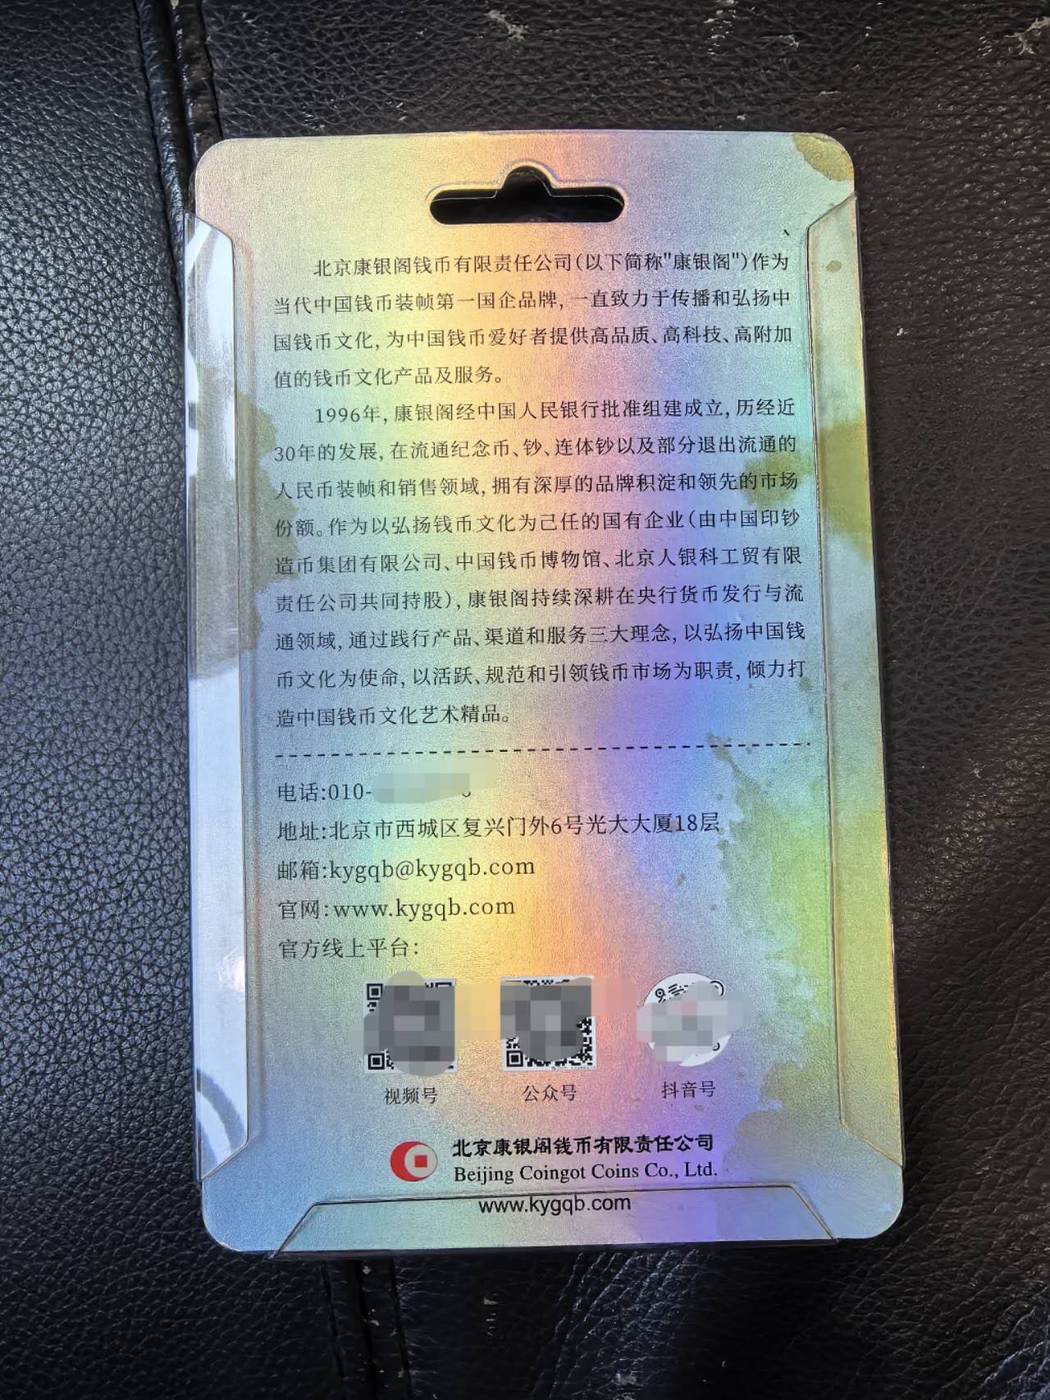 北京康银阁钱币有限责任公司(以下简称"康银阁")作为
当代中国钱币装帧第一国企品牌,一直致力于传播和弘扬中
国钱币文化,为中国钱币爱好者提供高品质、高科技、高附加
值的钱币文化产品及服务。
1996年,康银阁经中国人民银行批准组建成立,历经近
30年的发展,在流通纪念币、钞、连体钞以及部分退出流通的
人民币装帧和销售领域,拥有深厚的品牌积淀和领先的市场
份额。作为以弘扬钱币文化为己任的国有企业(由中国印钞
造币集团有限公司、中国钱币博物馆、北京人银科工贸有限
责任公司共同持股),康银阁持续深耕在央行货币发行与流
通领域,通过践行产品、渠道和服务三大理念,以弘扬中国钱
币文化为使命,以活跃、规范和引领钱币市场为职责,倾力打
造中国钱币文化艺术精品。
电话:010-
地址:北京市西城区复兴门外6号光大大厦18层
邮箱:kygqb@kygqb.com
官网:www.kygqb.com
官方线上平台:
视频号
公众号
抖音号
北京康银阁钱币有限责任公司
Beijing Coingot Coins Co., Ltd.
www.kygqb.com